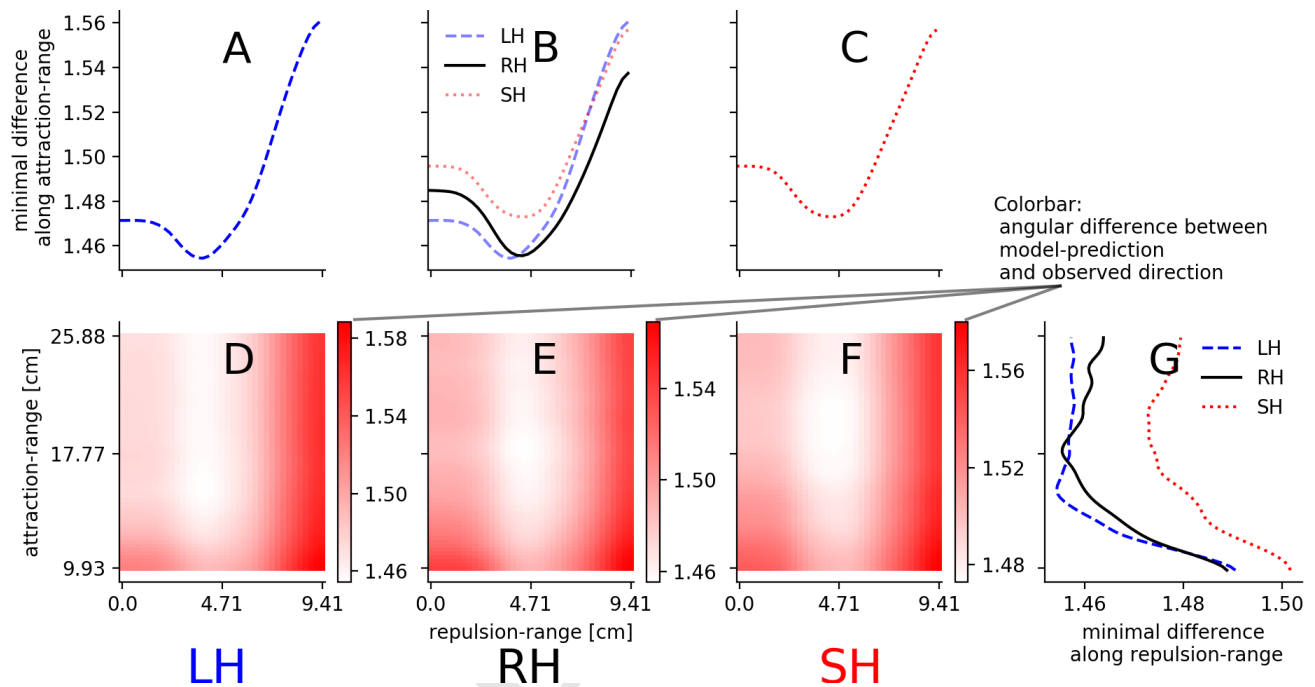 1.56
1.54
1.52
1.50
1.48
1.46
minimal difference
along attraction-range
A
LH
RH
SH
B
C
Colorbar:
angular difference between
model-prediction
and observed direction
25.88
17.77
9.93
attraction-range [cm]
D
1.58
1.54
1.50
1.46
E
1.54
1.50
1.46
F
1.56
1.52
1.48
G
LH
RH
SH
0.0 4.71 9.41
0.0 4.71 9.41
0.0 4.71 9.41
1.46 1.48 1.50
repulsion-range [cm]
minimal difference
along repulsion-range
LH
RH
SH